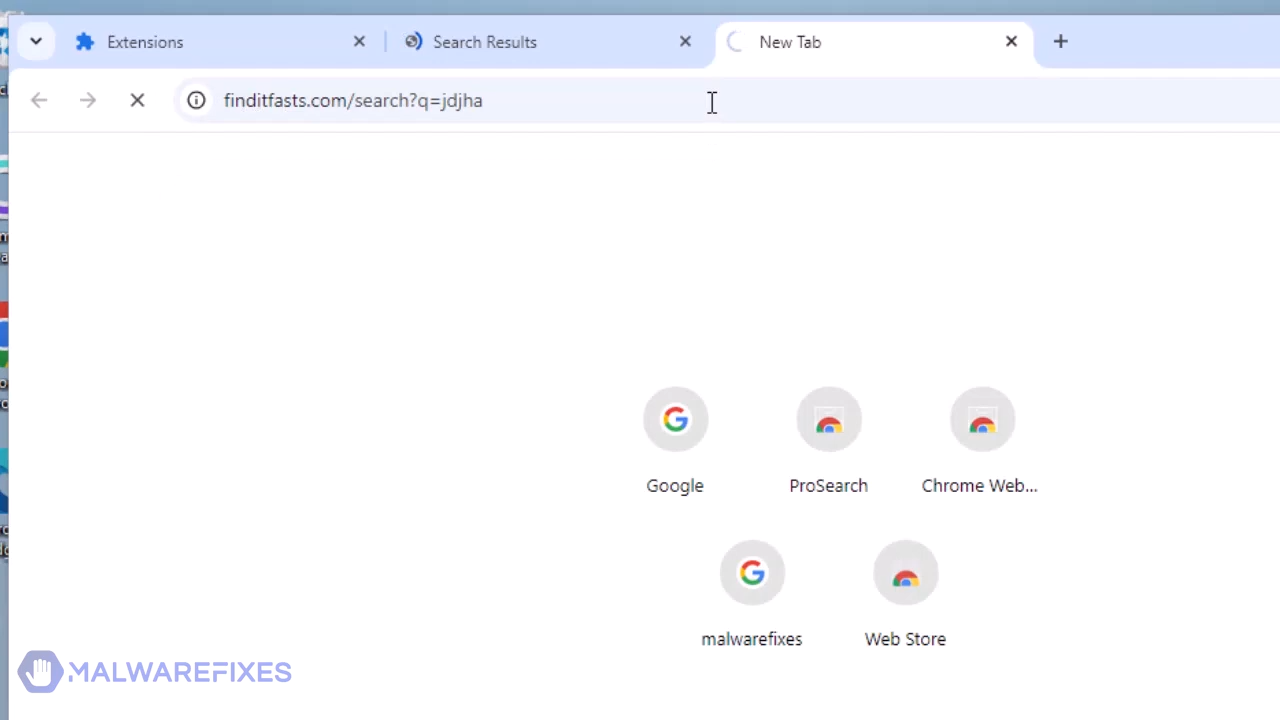 Extensions
Search Results
New Tab
finditfasts.com/search?q=jdjha
Google
ProSearch
Chrome Web...
malwarefixes
Web Store
MALWAREFIXES